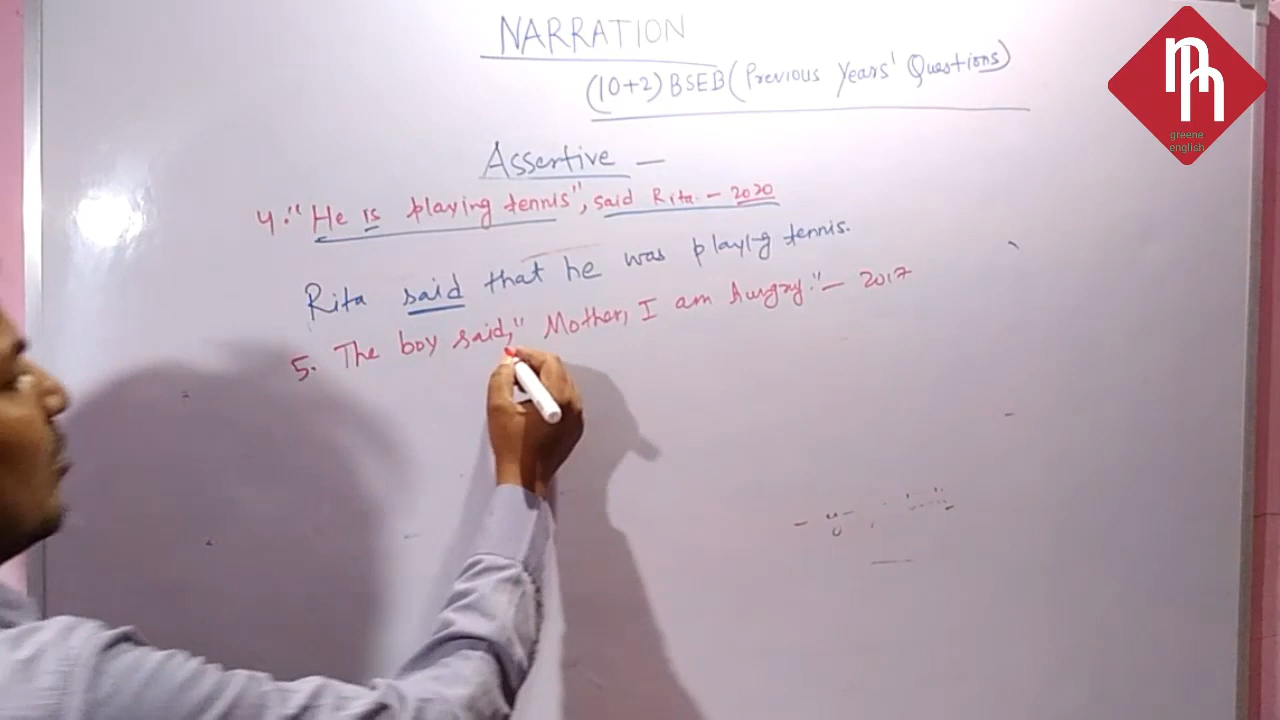 NARRATION
(10+2) BSEB (Previous Years' Questions)
Assertive —
4. "He is playing tennis", said Rita. – 2020
Rita said that he was playing tennis.
5. The boy said," Mother, I am hungry." – 2017
greene
english